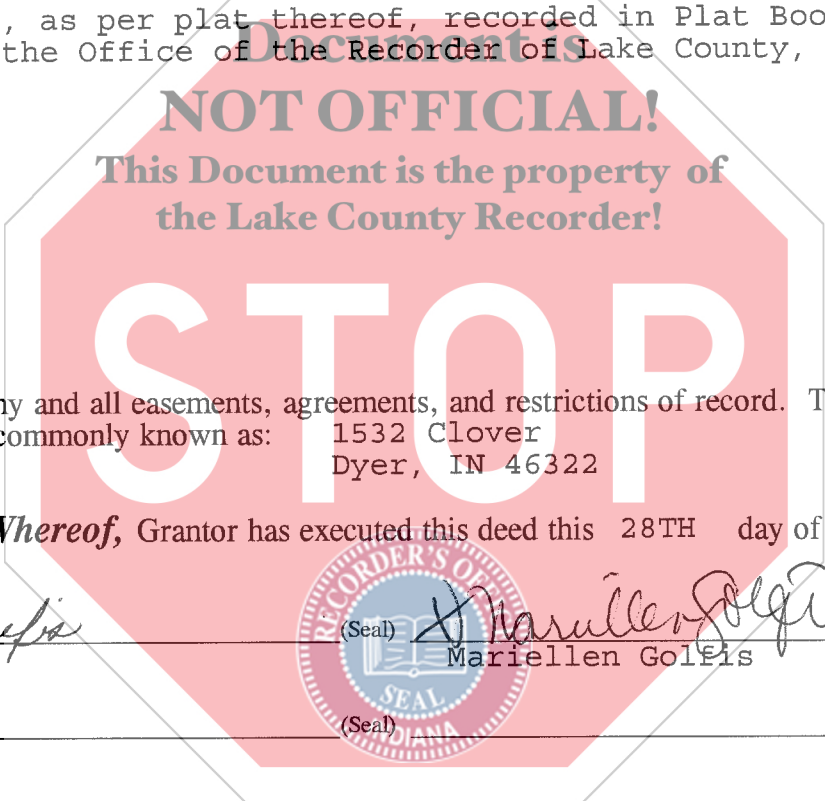 , as per plat thereof, recorded in Plat Boo
the Office of the Recorder of Lake County,
Document is
NOT OFFICIAL!
This Document is the property of
the Lake County Recorder!
STOP
ny and all easements, agreements, and restrictions of record. T
commonly known as: 1532 Clover
Dyer, IN 46322
Whereof, Grantor has executed this deed this 28TH day of
RECORDER'S OF
(Seal)
Mariellen Golfis
SEAL
(Seal)
INDIANA